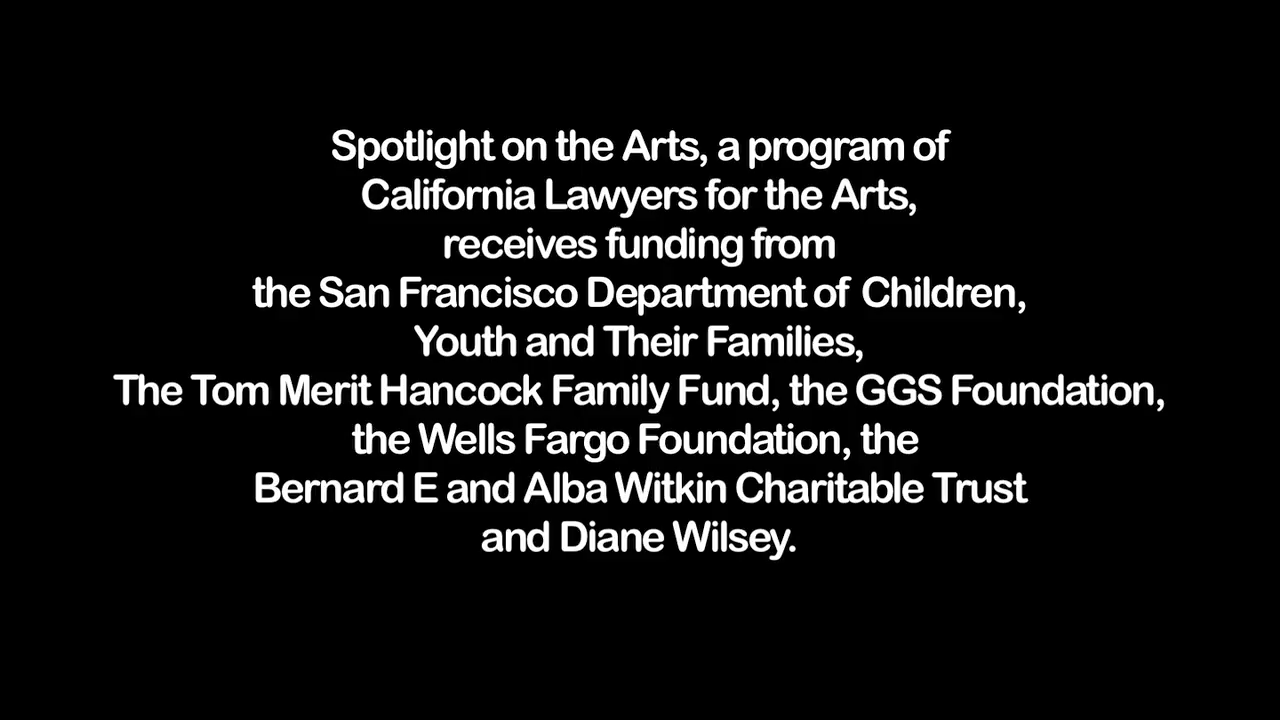 Spotlight on the Arts, a program of
California Lawyers for the Arts,
receives funding from
the San Francisco Department of Children,
Youth and Their Families,
The Tom Merit Hancock Family Fund, the GGS Foundation,
the Wells Fargo Foundation, the
Bernard E and Alba Witkin Charitable Trust
and Diane Wilsey.